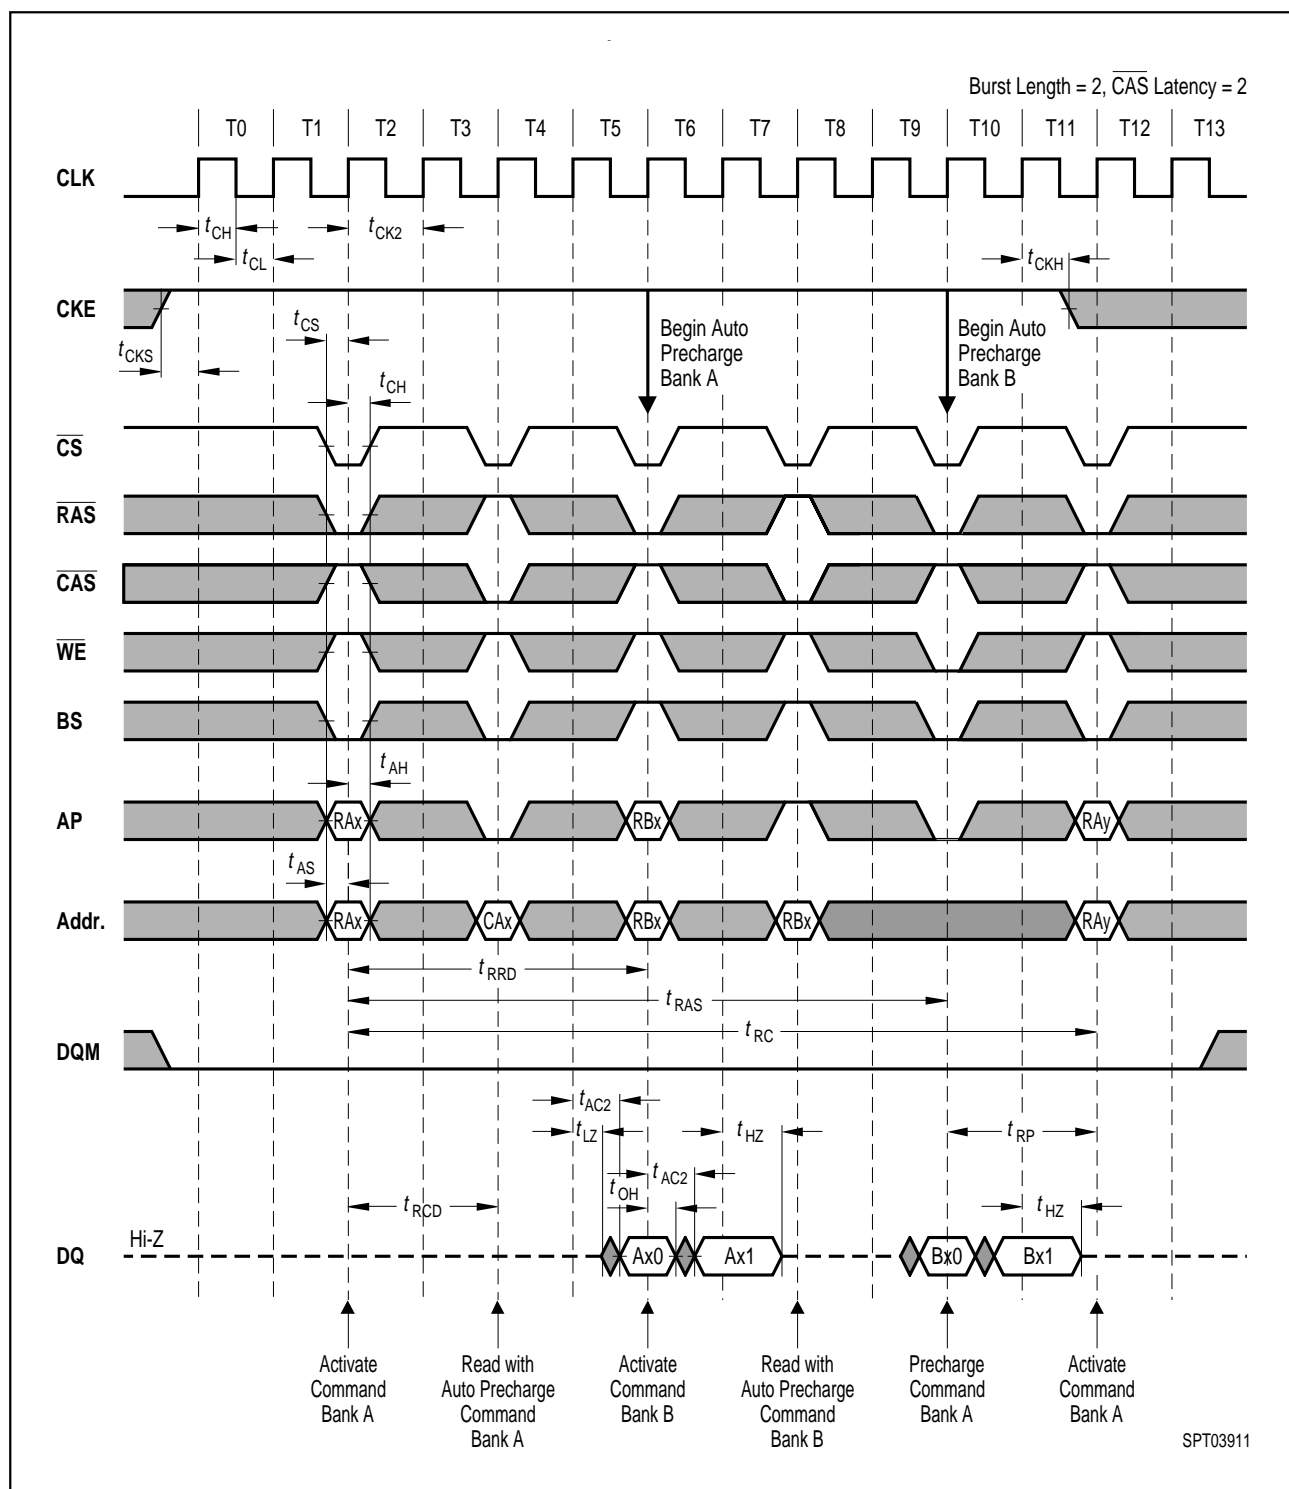 Burst Length = 2, CAS Latency = 2
T0 T1 T2 T3 T4 T5 T6 T7 T8 T9 T10 T11 T12 T13
CLK
tCH
tCK2
tCL
tCKH
CKE
tCS
tCKS
tCH
Begin Auto
Precharge
Bank A
Begin Auto
Precharge
Bank B
CS
RAS
CAS
WE
BS
tAH
AP
RAx
RBx
RAy
tAS
Addr.
RAx
CAx
RBx
RBx
RAy
tRRD
tRAS
tRC
DQM
tAC2
tLZ
tHZ
tRP
tAC2
tOH
tRCD
tHZ
Hi-Z
DQ
Ax0
Ax1
Bx0
Bx1
Activate
Command
Bank A
Read with
Auto Precharge
Command
Bank A
Activate
Command
Bank B
Read with
Auto Precharge
Command
Bank B
Precharge
Command
Bank A
Activate
Command
Bank A
SPT03911